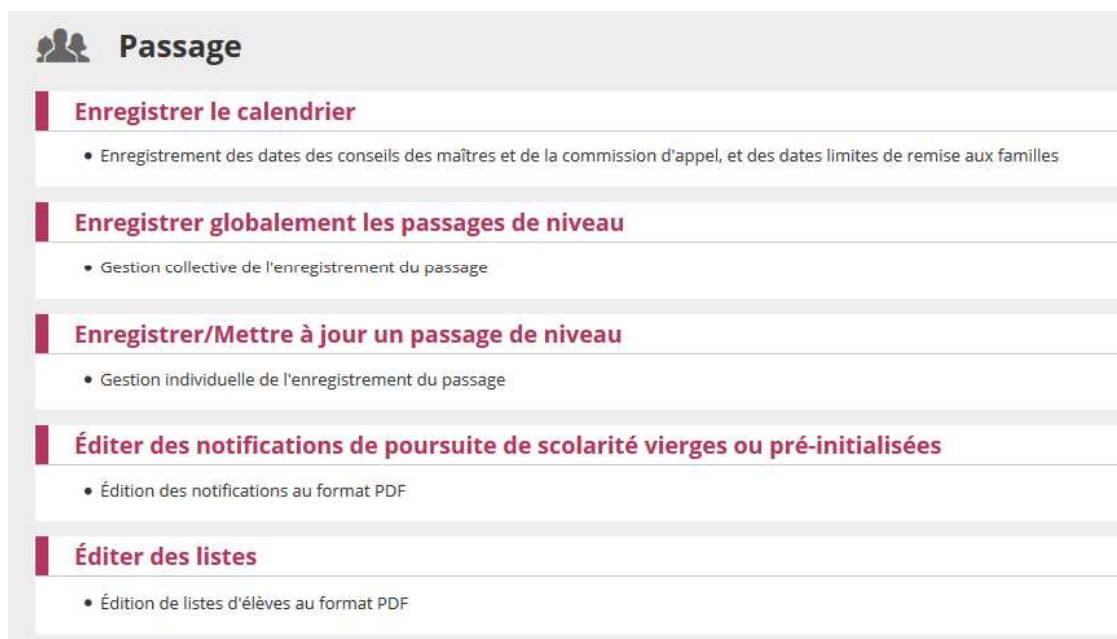 Passage
Enregistrer le calendrier
• Enregistrement des dates des conseils des maîtres et de la commission d'appel, et des dates limites de remise aux familles
Enregistrer globalement les passages de niveau
• Gestion collective de l'enregistrement du passage
Enregistrer/Mettre à jour un passage de niveau
• Gestion individuelle de l'enregistrement du passage
Éditer des notifications de poursuite de scolarité vierges ou pré-initialisées
• Édition des notifications au format PDF
Éditer des listes
• Édition de listes d'élèves au format PDF